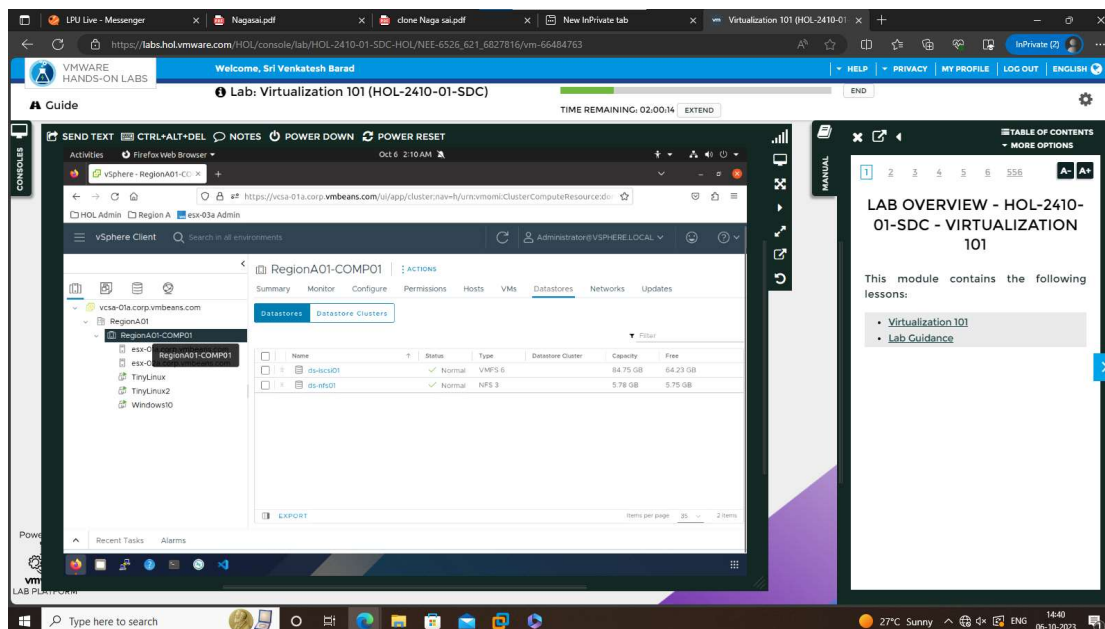 LPU Live - Messenger
Nagasai.pdf
clone Naga sai.pdf
New InPrivate tab
Virtualization 101 (HOL-2410-01-
https://labs.hol.vmware.com/HOL/console/lab/HOL-2410-01-SDC-HOL/NEE-6526_621_6827816/vm-66484763
InPrivate (2)
VMWARE
HANDS-ON LABS
Welcome, Sri Venkatesh Barad
HELP
PRIVACY
MY PROFILE
LOG OUT
ENGLISH
Guide
Lab: Virtualization 101 (HOL-2410-01-SDC)
TIME REMAINING: 02:00:14
EXTEND
END
CONSOLES
SEND TEXT
CTRL+ALT+DEL
NOTES
POWER DOWN
POWER RESET
Activities
Firefox Web Browser
Oct 6 2:10 AM
vSphere - RegionA01-CO
https://vcsa-01a.corp.vmbeans.com/ui/app/cluster;nav=h/urn:vmomi:ClusterComputeResource:do
HOL Admin
Region A
esx-03a Admin
vSphere Client
Search in all environments
Administrator@VSPHERE.LOCAL
vcsa-01a.corp.vmbeans.com
RegionA01
RegionA01-COMP01
esx-0
esx-0
RegionA01-COMP01
TinyLinux
TinyLinux2
Windows10
RegionA01-COMP01
ACTIONS
Summary Monitor Configure Permissions Hosts VMs Datastores Networks Updates
Datastores
Datastore Clusters
Filter
Name Status Type Datastore Cluster Capacity Free
ds-iscsi01 Normal VMFS 6 84.75 GB 64.23 GB
ds-nfs01 Normal NFS 3 5.78 GB 5.75 GB
EXPORT
Items per page 35 2 items
Recent Tasks Alarms
MANUAL
TABLE OF CONTENTS
MORE OPTIONS
1 2 3 4 5 6 556
A- A+
LAB OVERVIEW - HOL-2410-
01-SDC - VIRTUALIZATION
101
This module contains the following
lessons:
Virtualization 101
Lab Guidance
Powe
vm
LAB PLATFORM
Type here to search
27°C Sunny
ENG
14:40
06-10-2023